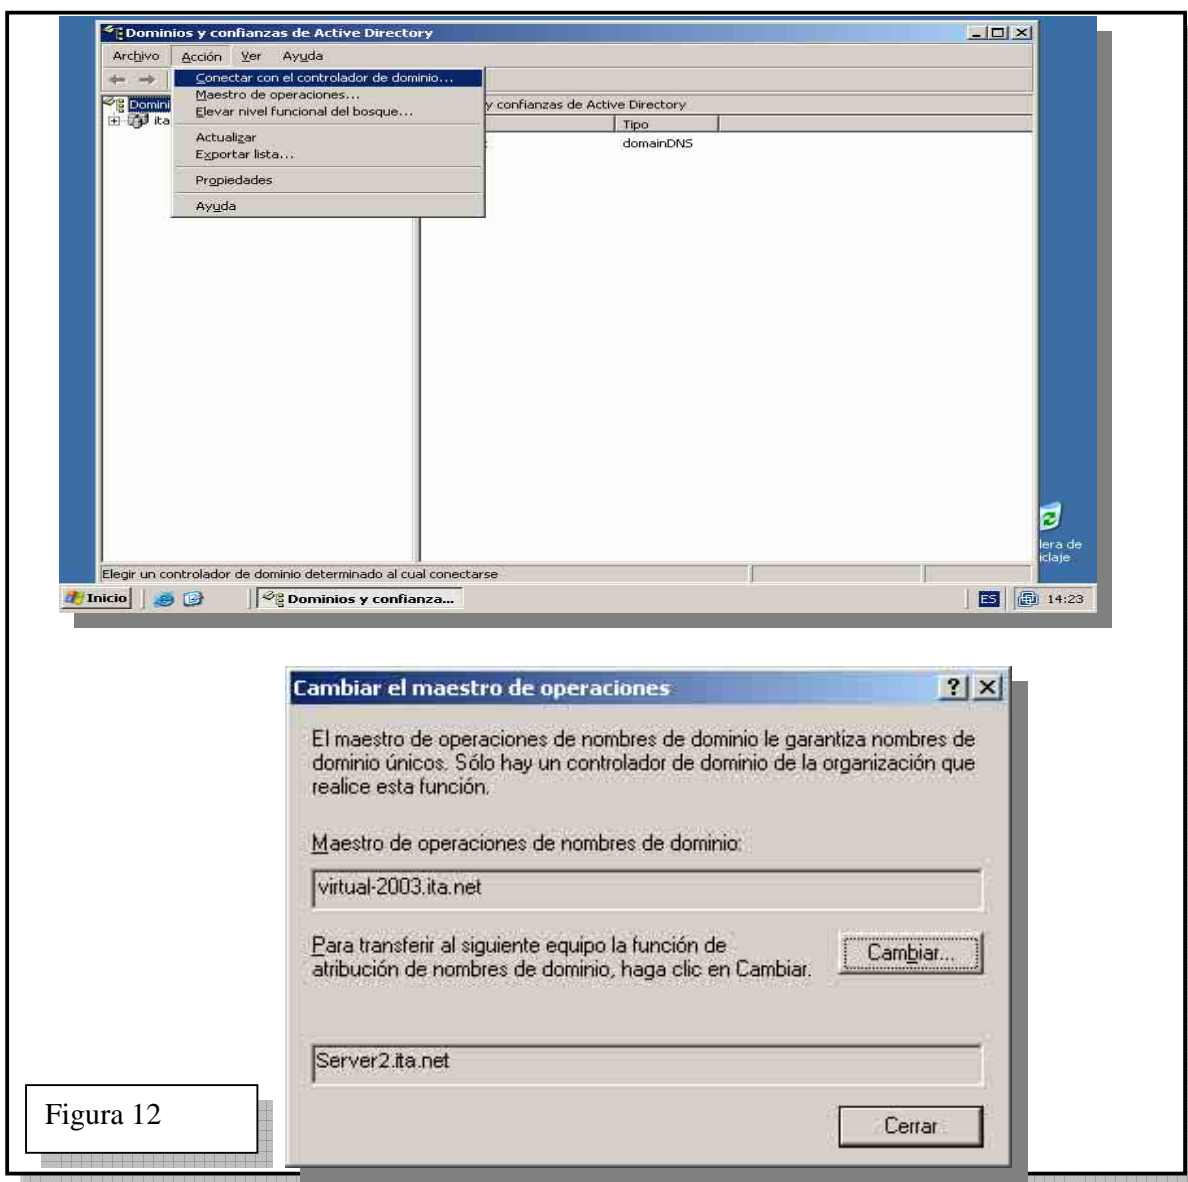 Dominios y confianzas de Active Directory
Archivo Acción Ver Ayuda
Conectar con el controlador de dominio...
Maestro de operaciones...
Elevar nivel funcional del bosque...
Actualizar
Exportar lista...
Propiedades
Ayuda
Domini
ita
y confianzas de Active Directory
Tipo
domainDNS
lera de
iclaje
Elegir un controlador de dominio determinado al cual conectarse
Inicio Dominios y confianza... ES 14:23
Cambiar el maestro de operaciones
El maestro de operaciones de nombres de dominio le garantiza nombres de
dominio únicos. Sólo hay un controlador de dominio de la organización que
realice esta función.
Maestro de operaciones de nombres de dominio:
virtual-2003.ita.net
Para transferir al siguiente equipo la función de
atribución de nombres de dominio, haga clic en Cambiar.
Cambiar...
Server2.ita.net
Cerrar
Figura 12